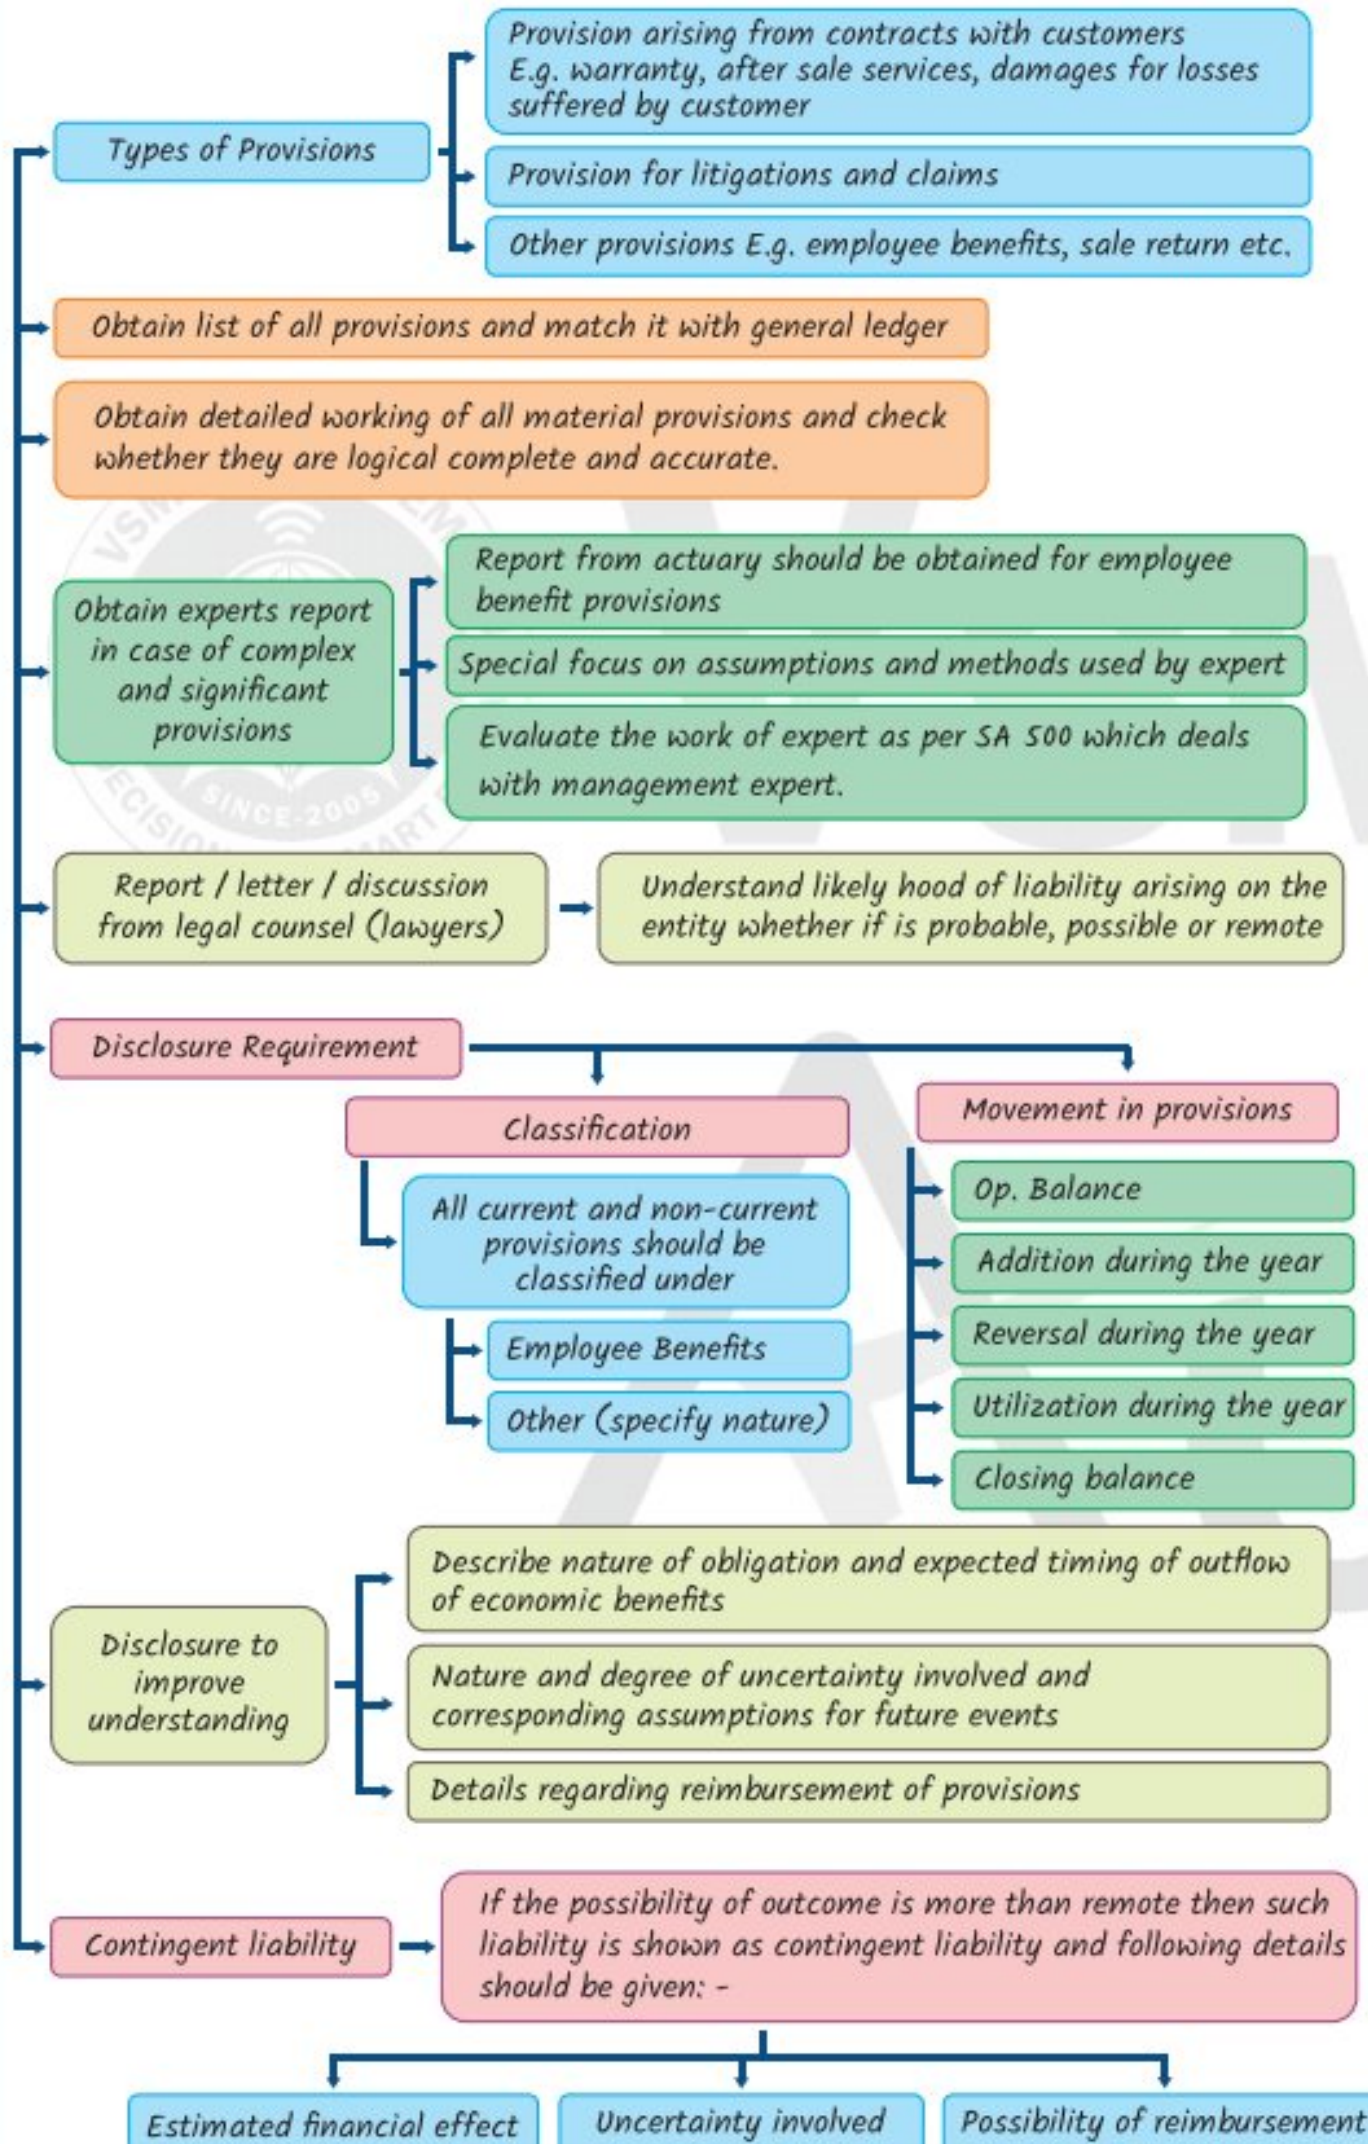 Provision arising from contracts with customers
E.g. warranty, after sale services, damages for losses
suffered by customer
Types of Provisions
Provision for litigations and claims
Other provisions E.g. employee benefits, sale return etc.
Obtain list of all provisions and match it with general ledger
Obtain detailed working of all material provisions and check
whether they are logical complete and accurate.
Obtain experts report
in case of complex
and significant
provisions
Report from actuary should be obtained for employee
benefit provisions
Special focus on assumptions and methods used by expert
Evaluate the work of expert as per SA 500 which deals
with management expert.
SINCE-2005
Report / letter / discussion
from legal counsel (lawyers)
Understand likely hood of liability arising on the
entity whether if is probable, possible or remote
Disclosure Requirement
Classification
All current and non-current
provisions should be
classified under
Employee Benefits
Other (specify nature)
Movement in provisions
Op. Balance
Addition during the year
Reversal during the year
Utilization during the year
Closing balance
Disclosure to
improve
understanding
Describe nature of obligation and expected timing of outflow
of economic benefits
Nature and degree of uncertainty involved and
corresponding assumptions for future events
Details regarding reimbursement of provisions
Contingent liability
If the possibility of outcome is more than remote then such
liability is shown as contingent liability and following details
should be given: -
Estimated financial effect
Uncertainty involved
Possibility of reimbursement